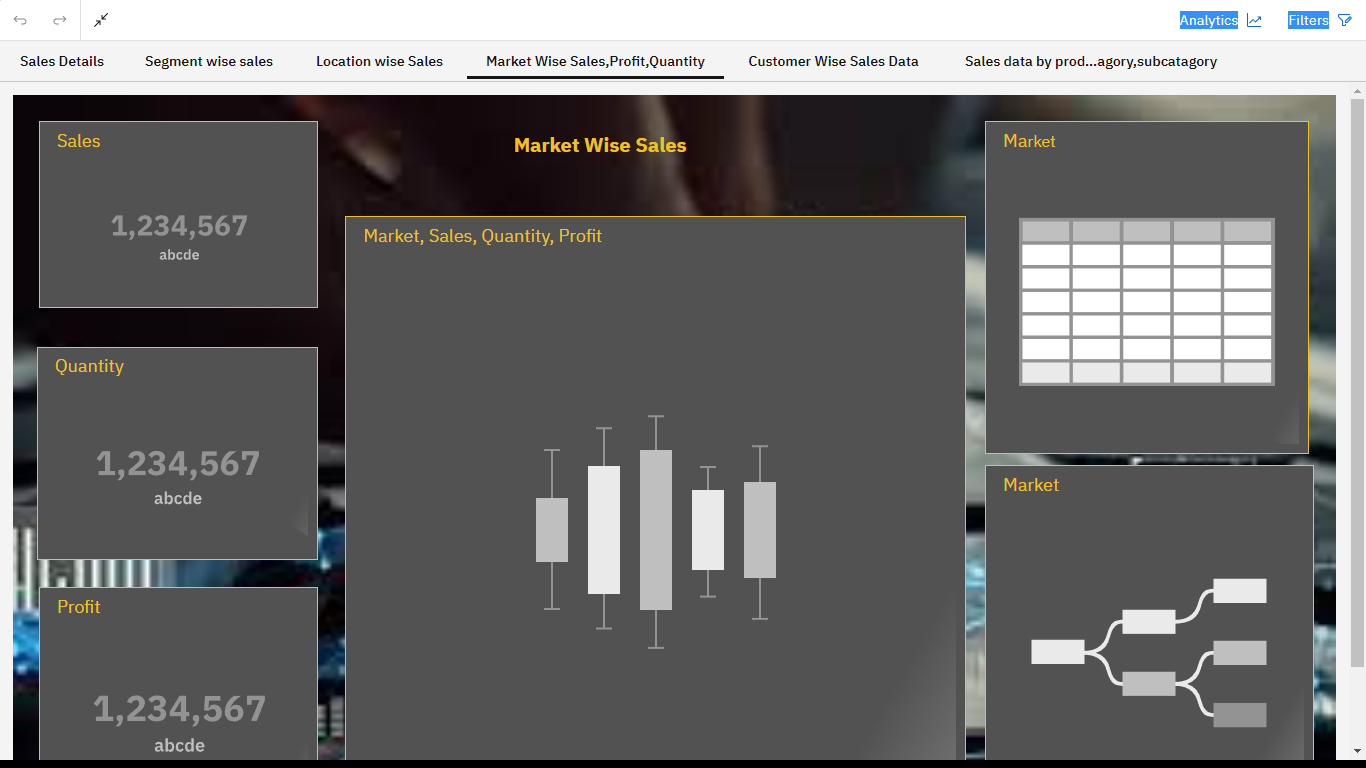 Analytics
Filters
Sales Details
Segment wise sales
Location wise Sales
Market Wise Sales,Profit,Quantity
Customer Wise Sales Data
Sales data by prod...agory,subcatagory
Sales
1,234,567
abcde
Market Wise Sales
Market
Market, Sales, Quantity, Profit
Quantity
1,234,567
abcde
Market
Profit
1,234,567
abcde